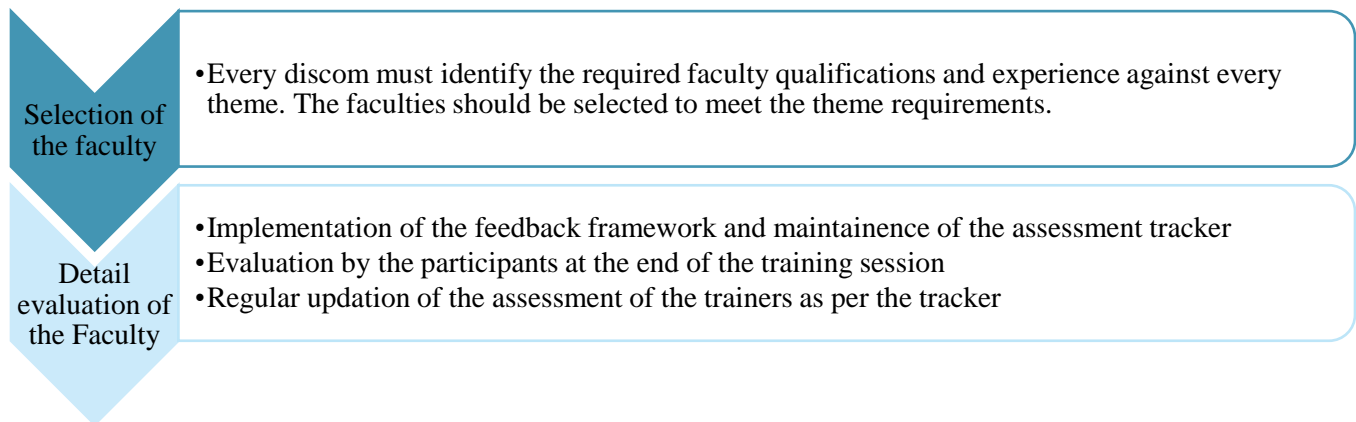 Selection of
the faculty
•Every discom must identify the required faculty qualifications and experience against every
theme. The faculties should be selected to meet the theme requirements.
Detail
evaluation of
the Faculty
•Implementation of the feedback framework and maintainence of the assessment tracker
•Evaluation by the participants at the end of the training session
•Regular updation of the assessment of the trainers as per the tracker